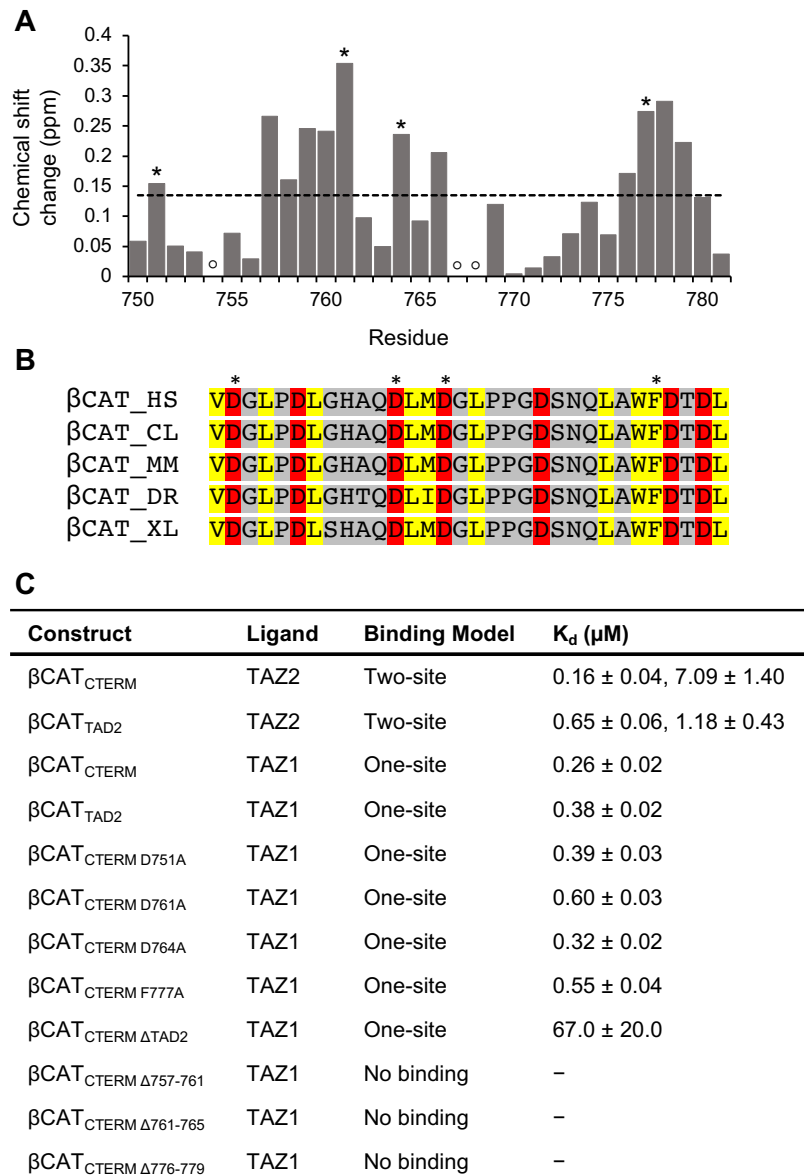 A
Chemical shift
change (ppm)
0.4
0.35
0.3
0.25
0.2
0.15
0.1
0.05
0
* * * *
750 755 760 765 770 775 780
Residue
B
* * * *
βCAT_HS VDGLPDLGHAQDLMDGLPPGDSNQLAWFDTDL
βCAT_CL VDGLPDLGHAQDLMDGLPPGDSNQLAWFDTDL
βCAT_MM VDGLPDLGHAQDLMDGLPPGDSNQLAWFDTDL
βCAT_DR VDGLPDLGHTQDLIDGLPPGDSNQLAWFDTDL
βCAT_XL VDGLPDLSHAQDLMDGLPPGDSNQLAWFDTDL
C
Construct Ligand Binding Model Kd (µM)
βCATCTERM TAZ2 Two-site 0.16 ± 0.04, 7.09 ± 1.40
βCATTAD2 TAZ2 Two-site 0.65 ± 0.06, 1.18 ± 0.43
βCATCTERM TAZ1 One-site 0.26 ± 0.02
βCATTAD2 TAZ1 One-site 0.38 ± 0.02
βCATCTERM D751A TAZ1 One-site 0.39 ± 0.03
βCATCTERM D761A TAZ1 One-site 0.60 ± 0.03
βCATCTERM D764A TAZ1 One-site 0.32 ± 0.02
βCATCTERM F777A TAZ1 One-site 0.55 ± 0.04
βCATCTERM ΔTAD2 TAZ1 One-site 67.0 ± 20.0
βCATCTERM Δ757-761 TAZ1 No binding −
βCATCTERM Δ761-765 TAZ1 No binding −
βCATCTERM Δ776-779 TAZ1 No binding −